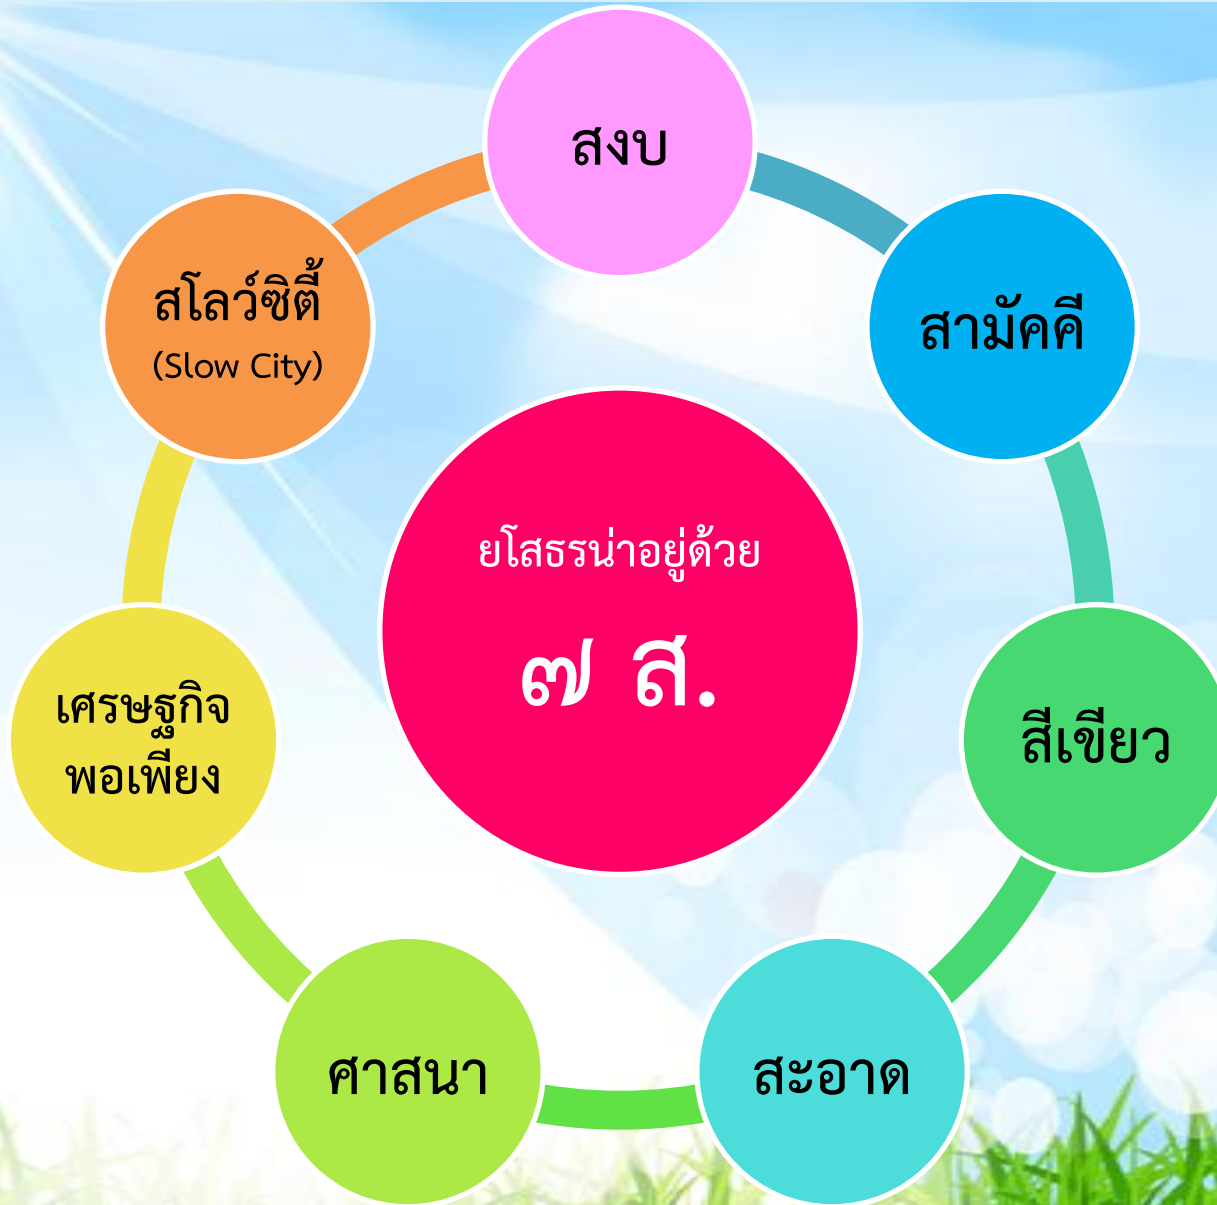 สงบ
สามัคคี
สีเขียว
สะอาด
ศาสนา
เศรษฐกิจ
พอเพียง
สโลว์ซิตี้
(Slow City)
ยโสธรน่าอยู่ด้วย
๗ ส.